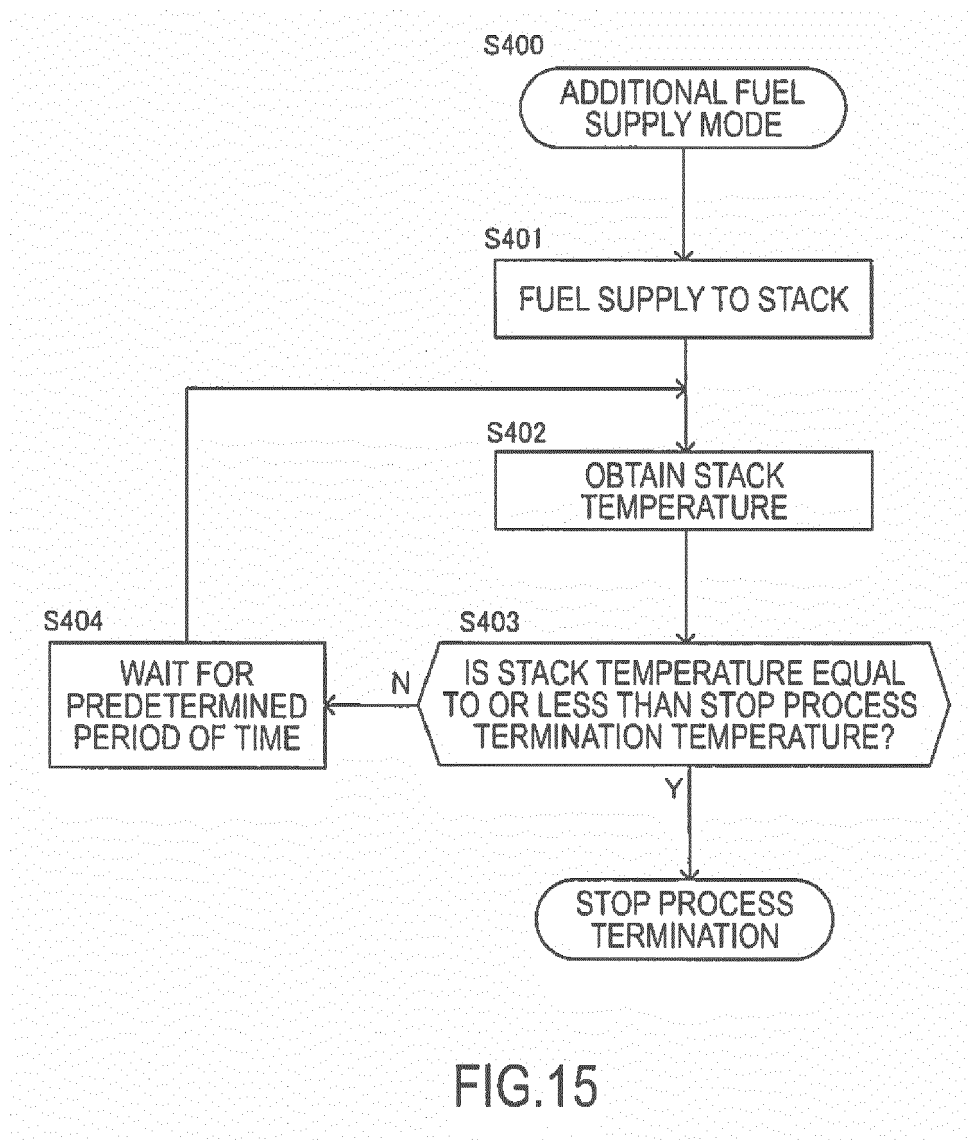 S400
ADDITIONAL FUEL
SUPPLY MODE
S401
FUEL SUPPLY TO STACK
S402
OBTAIN STACK
TEMPERATURE
S403
IS STACK TEMPERATURE EQUAL
TO OR LESS THAN STOP PROCESS
TERMINATION TEMPERATURE?
N
S404
WAIT FOR
PREDETERMINED
PERIOD OF TIME
Y
STOP PROCESS
TERMINATION
FIG.15